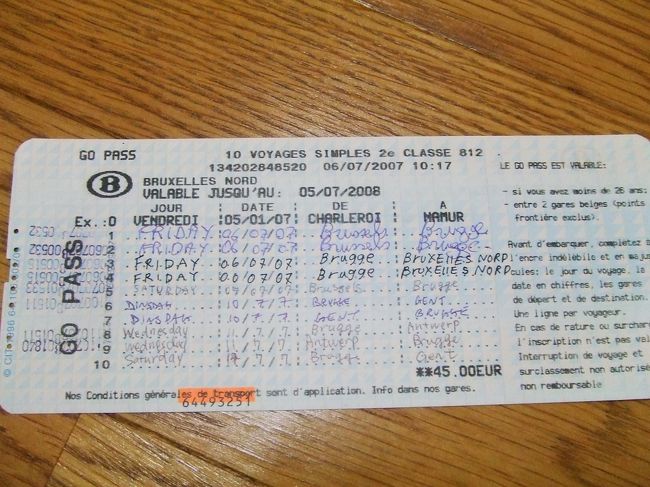 GO PASS 10 VOYAGES SIMPLES 2e CLASSE 812
134202848520 06/07/2007 10:17
B BRUXELLES NORD
VALABLE JUSQU'AU: 05/07/2008
JOUR DATE DE A
Ex.:0 VENDREDI 05/01/07 CHARLEROI NAMUR
1 FRIDAY 06/07/07 Brussels Brugge
2 FRIDAY 06/07/07 Brussels Brugge
3 FRIDAY 06/07/07 Brugge BRUXELLES NORD
4 FRIDAY 06/07/07 Brugge BRUXELLES NORD
5 SATURDAY 07/07/07 Brussels Brugge
6 DINSDAG 10/7/7 BRUGGE GENT
7 DINSDAG 10/7/7 GENT BRUGGE
8 Wednesday 11/7/7 Brugge Antwerp
9 Wednesday 11/7/7 Antwerp Brugge
10 Saturday 14/7/7 Brugge Gent
**45.00EUR
Nos Conditions générales de transport sont d'application. Info dans nos gares.
64493251
GO PASS
LE GO PASS EST VALABLE:
- si vous avez moins de 26 ans;
- entre 2 gares belges (points
frontière exclus).
Avant d'embarquer, complétez à
l'encre indélébile et en majus
cules: le jour du voyage, la
date en chiffres, les gares
de départ et de destination.
Une ligne par voyageur.
En cas de rature ou surchar
l'inscription n'est pas val
Interruption de voyage et
surclassement non autorisé
non remboursable